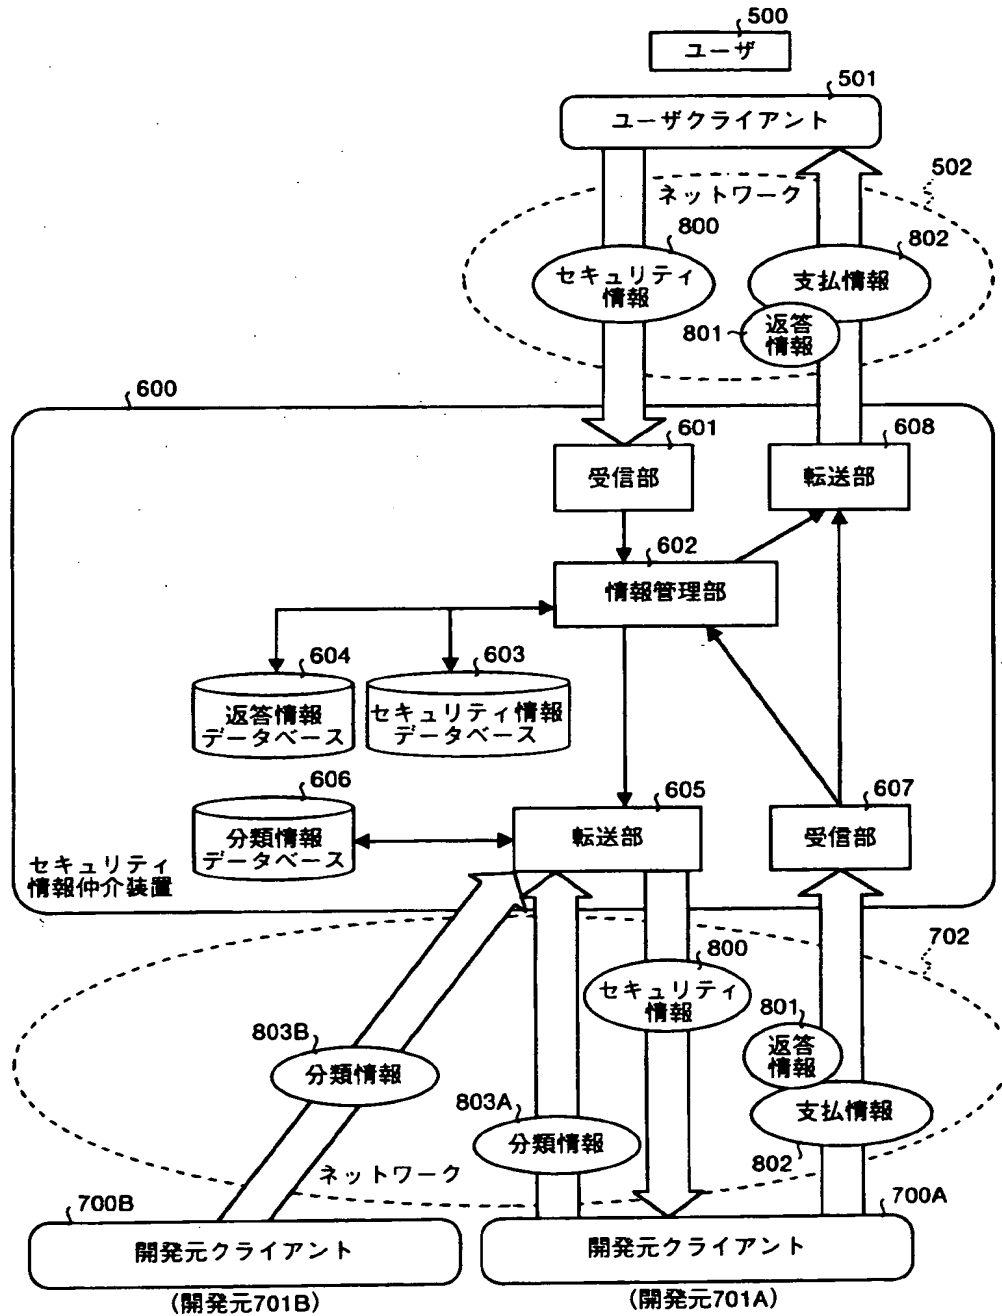 500
ユーザ
501
ユーザクライアント
502
ネットワーク
800
セキュリティ
情報
802
支払情報
801
返答
情報
600
601
受信部
608
転送部
602
情報管理部
604
返答情報
データベース
603
セキュリティ情報
データベース
606
分類情報
データベース
605
転送部
607
受信部
セキュリティ
情報仲介装置
702
800
セキュリティ
情報
801
返答
情報
803B
分類情報
803A
分類情報
支払情報
802
ネットワーク
700B
開発元クライアント
(開発元701B)
700A
開発元クライアント
(開発元701A)